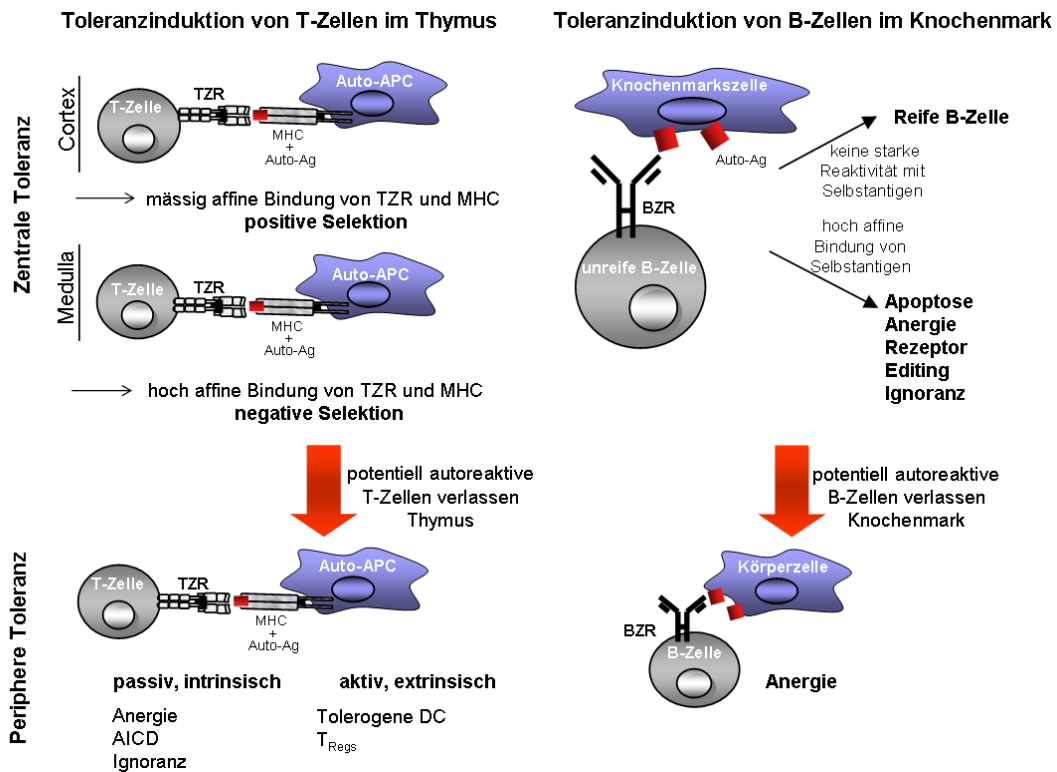 Toleranzinduktion von T-Zellen im Thymus
Zentrale Toleranz
Cortex
T-Zelle
TZR
Auto-APC
MHC
+
Auto-Ag
mässig affine Bindung von TZR und MHC
positive Selektion
Medulla
T-Zelle
TZR
Auto-APC
MHC
+
Auto-Ag
hoch affine Bindung von TZR und MHC
negative Selektion
potentiell autoreaktive
T-Zellen verlassen
Thymus
Periphere Toleranz
T-Zelle
TZR
Auto-APC
MHC
+
Auto-Ag
passiv, intrinsisch
Anergie
AICD
Ignoranz
aktiv, extrinsisch
Tolerogene DC
TRegs
Toleranzinduktion von B-Zellen im Knochenmark
Knochenmarkszelle
Auto-Ag
BZR
unreife B-Zelle
Reife B-Zelle
keine starke
Reaktivität mit
Selbstantigen
hoch affine
Bindung von
Selbstantigen
Apoptose
Anergie
Rezeptor
Editing
Ignoranz
potentiell autoreaktive
B-Zellen verlassen
Knochenmark
Körperzelle
BZR
B-Zelle
Anergie